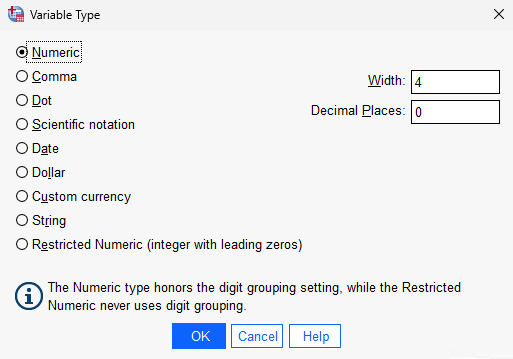 Variable Type
Numeric
Comma
Dot
Scientific notation
Date
Dollar
Custom currency
String
Restricted Numeric (integer with leading zeros)
Width: 4
Decimal Places: 0
The Numeric type honors the digit grouping setting, while the Restricted
Numeric never uses digit grouping.
OK Cancel Help